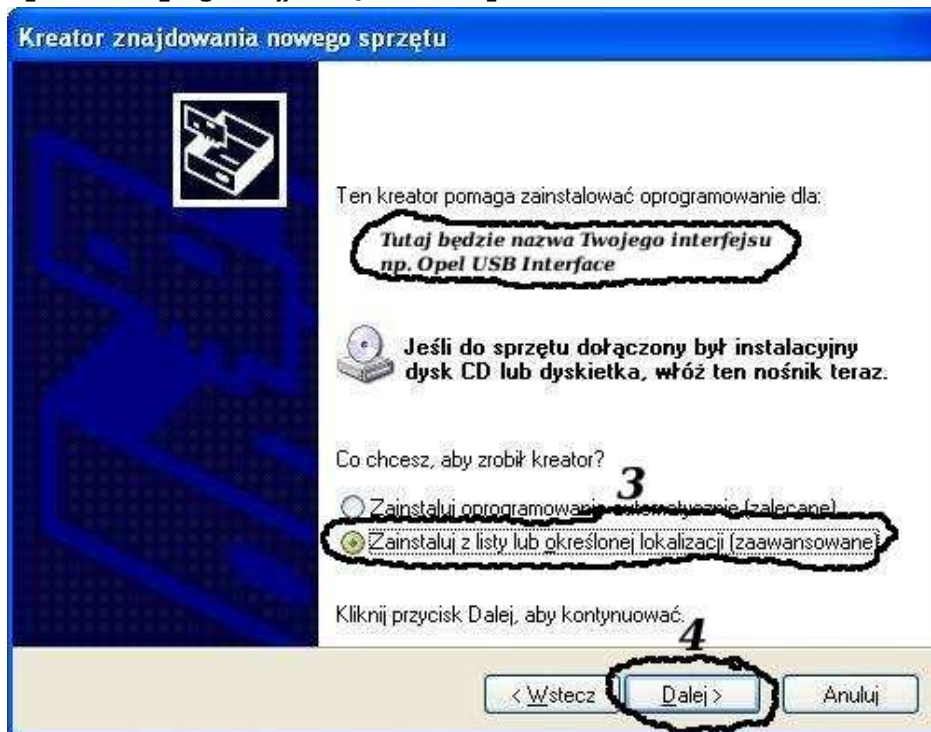 Kreator znajdowania nowego sprzętu
Ten kreator pomaga zainstalować oprogramowanie dla:
Tutaj będzie nazwa Twojego interfejsu
np. Opel USB Interface
Jeśli do sprzętu dołączony był instalacyjny
dysk CD lub dyskietka, włóż ten nośnik teraz.
Co chcesz, aby zrobił kreator?
3
Zainstaluj oprogramowanie automatycznie (zalecane)
Zainstaluj z listy lub określonej lokalizacji (zaawansowane
Kliknij przycisk Dalej, aby kontynuować.
4
< Wstecz Dalej > Anuluj